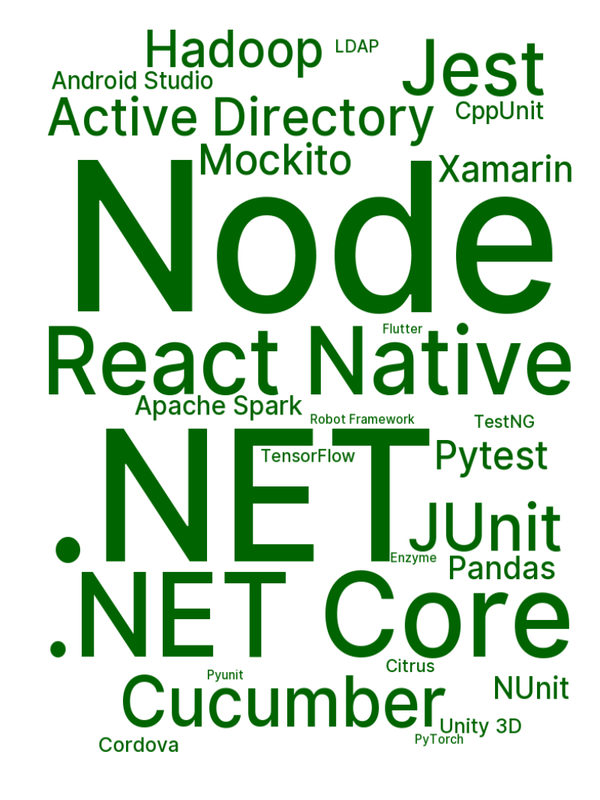 Hadoop
LDAP
Jest
Android Studio
Active Directory
CppUnit
Mockito
Xamarin
Node
React Native
Flutter
Apache Spark
Robot Framework
TestNG
.NET
TensorFlow
Pytest
JUnit
Enzyme
Pandas
.NET Core
Citrus
Pyunit
Cucumber
NUnit
Unity 3D
PyTorch
Cordova